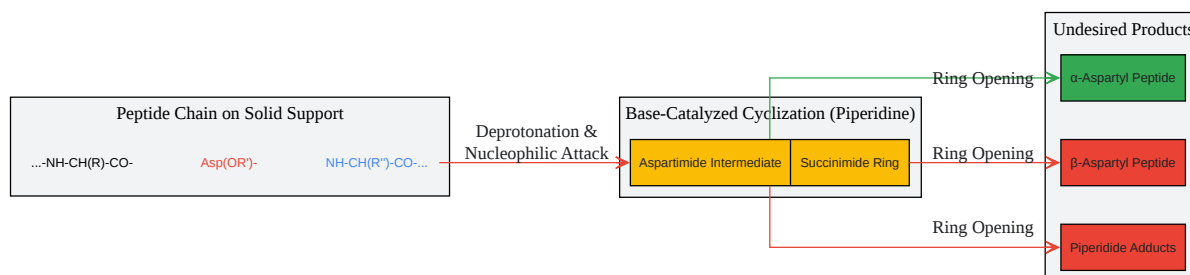 Peptide Chain on Solid Support
...-NH-CH(R)-CO-
Asp(OR')-
NH-CH(R'')-CO-...
Deprotonation &
Nucleophilic Attack
Base-Catalyzed Cyclization (Piperidine)
Aspartimide Intermediate
Succinimide Ring
Ring Opening
Ring Opening
Ring Opening
Undesired Products
α-Aspartyl Peptide
β-Aspartyl Peptide
Piperidide Adducts